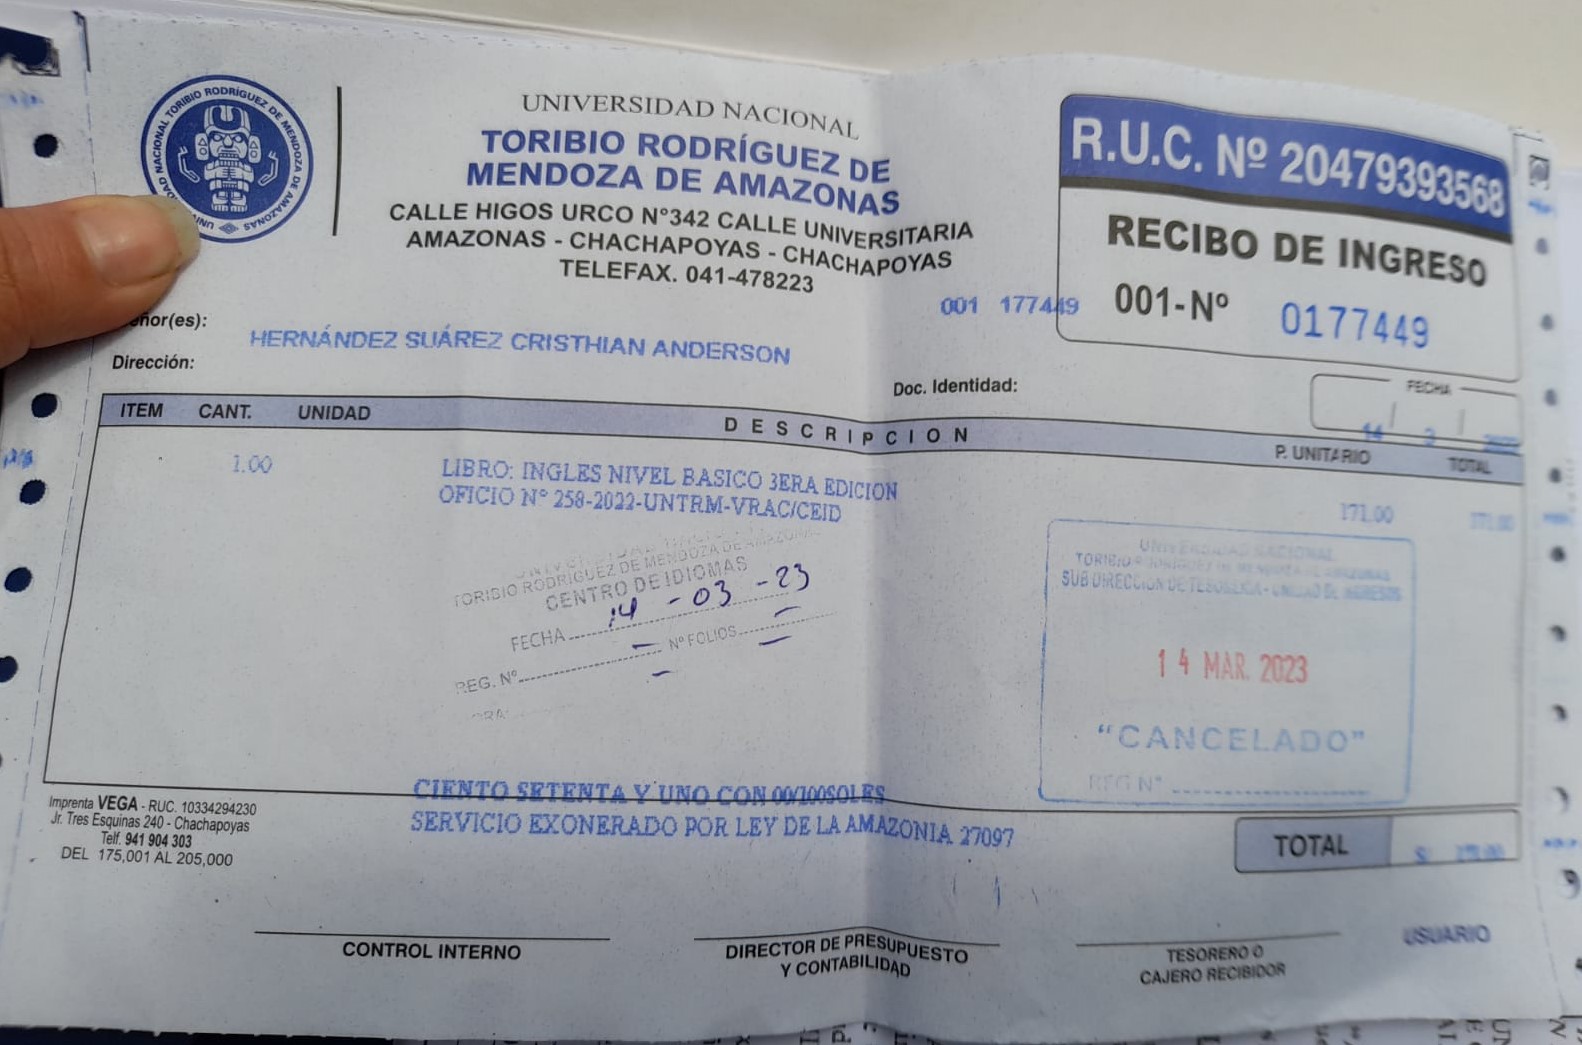 UNIVERSIDAD NACIONAL
TORIBIO RODRÍGUEZ DE
MENDOZA DE AMAZONAS
CALLE HIGOS URCO N°342 CALLE UNIVERSITARIA
AMAZONAS - CHACHAPOYAS - CHACHAPOYAS
TELEFAX. 041-478223
R.U.C. Nº 20479393568
RECIBO DE INGRESO
001-Nº 0177449
001 177449
ñor(es): HERNÁNDEZ SUÁREZ CRISTHIAN ANDERSON
Dirección:
Doc. Identidad:
FECHA
14 3
ITEM CANT. UNIDAD DESCRIPCION P. UNITARIO TOTAL
1.00 LIBRO: INGLES NIVEL BASICO 3ERA EDICION
OFICIO N° 258-2022-UNTRM-VRAC/CEID 171.00 171.00
TORIBIO RODRÍGUEZ DE MENDOZA DE AMAZONAS
CENTRO DE IDIOMAS
FECHA 14 - 03 - 23
REG. N° Nº FOLIOS
UNIVERSIDAD NACIONAL
TORIBIO RODRIGUEZ DE MENDOZA DE AMAZONAS
SUB DIRECCION DE TESORERIA - UNIDAD DE INGRESOS
14 MAR. 2023
"CANCELADO"
REG N°
CIENTO SETENTA Y UNO CON 00/100SOLES
SERVICIO EXONERADO POR LEY DE LA AMAZONIA 27097
Imprenta VEGA - RUC. 10334294230
Jr. Tres Esquinas 240 - Chachapoyas
Telf. 941 904 303
DEL 175,001 AL 205,000
TOTAL S/. 171.00
CONTROL INTERNO
DIRECTOR DE PRESUPUESTO
Y CONTABILIDAD
TESORERO O
CAJERO RECIBIDOR
USUARIO